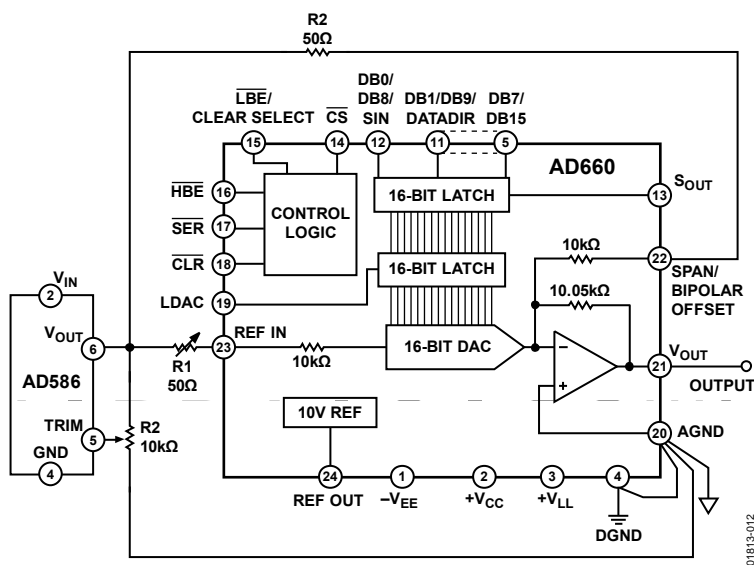 R2
50Ω
LBE/
CLEAR SELECT
CS
DB0/
DB8/
SIN
DB1/DB9/
DATADIR
DB7/
DB15
15
14
12
11
5
AD660
HBE
16
SER
17
CLR
18
LDAC
19
CONTROL
LOGIC
16-BIT LATCH
16-BIT LATCH
16-BIT DAC
13
SOUT
10kΩ
22
SPAN/
BIPOLAR
OFFSET
10.05kΩ
VIN
2
VOUT
6
AD586
TRIM
5
GND
4
R1
50Ω
23
REF IN
10kΩ
R2
10kΩ
10V REF
−
+
21
VOUT
OUTPUT
20
AGND
24
REF OUT
1
−VEE
2
+VCC
3
+VLL
4
DGND
01813-012